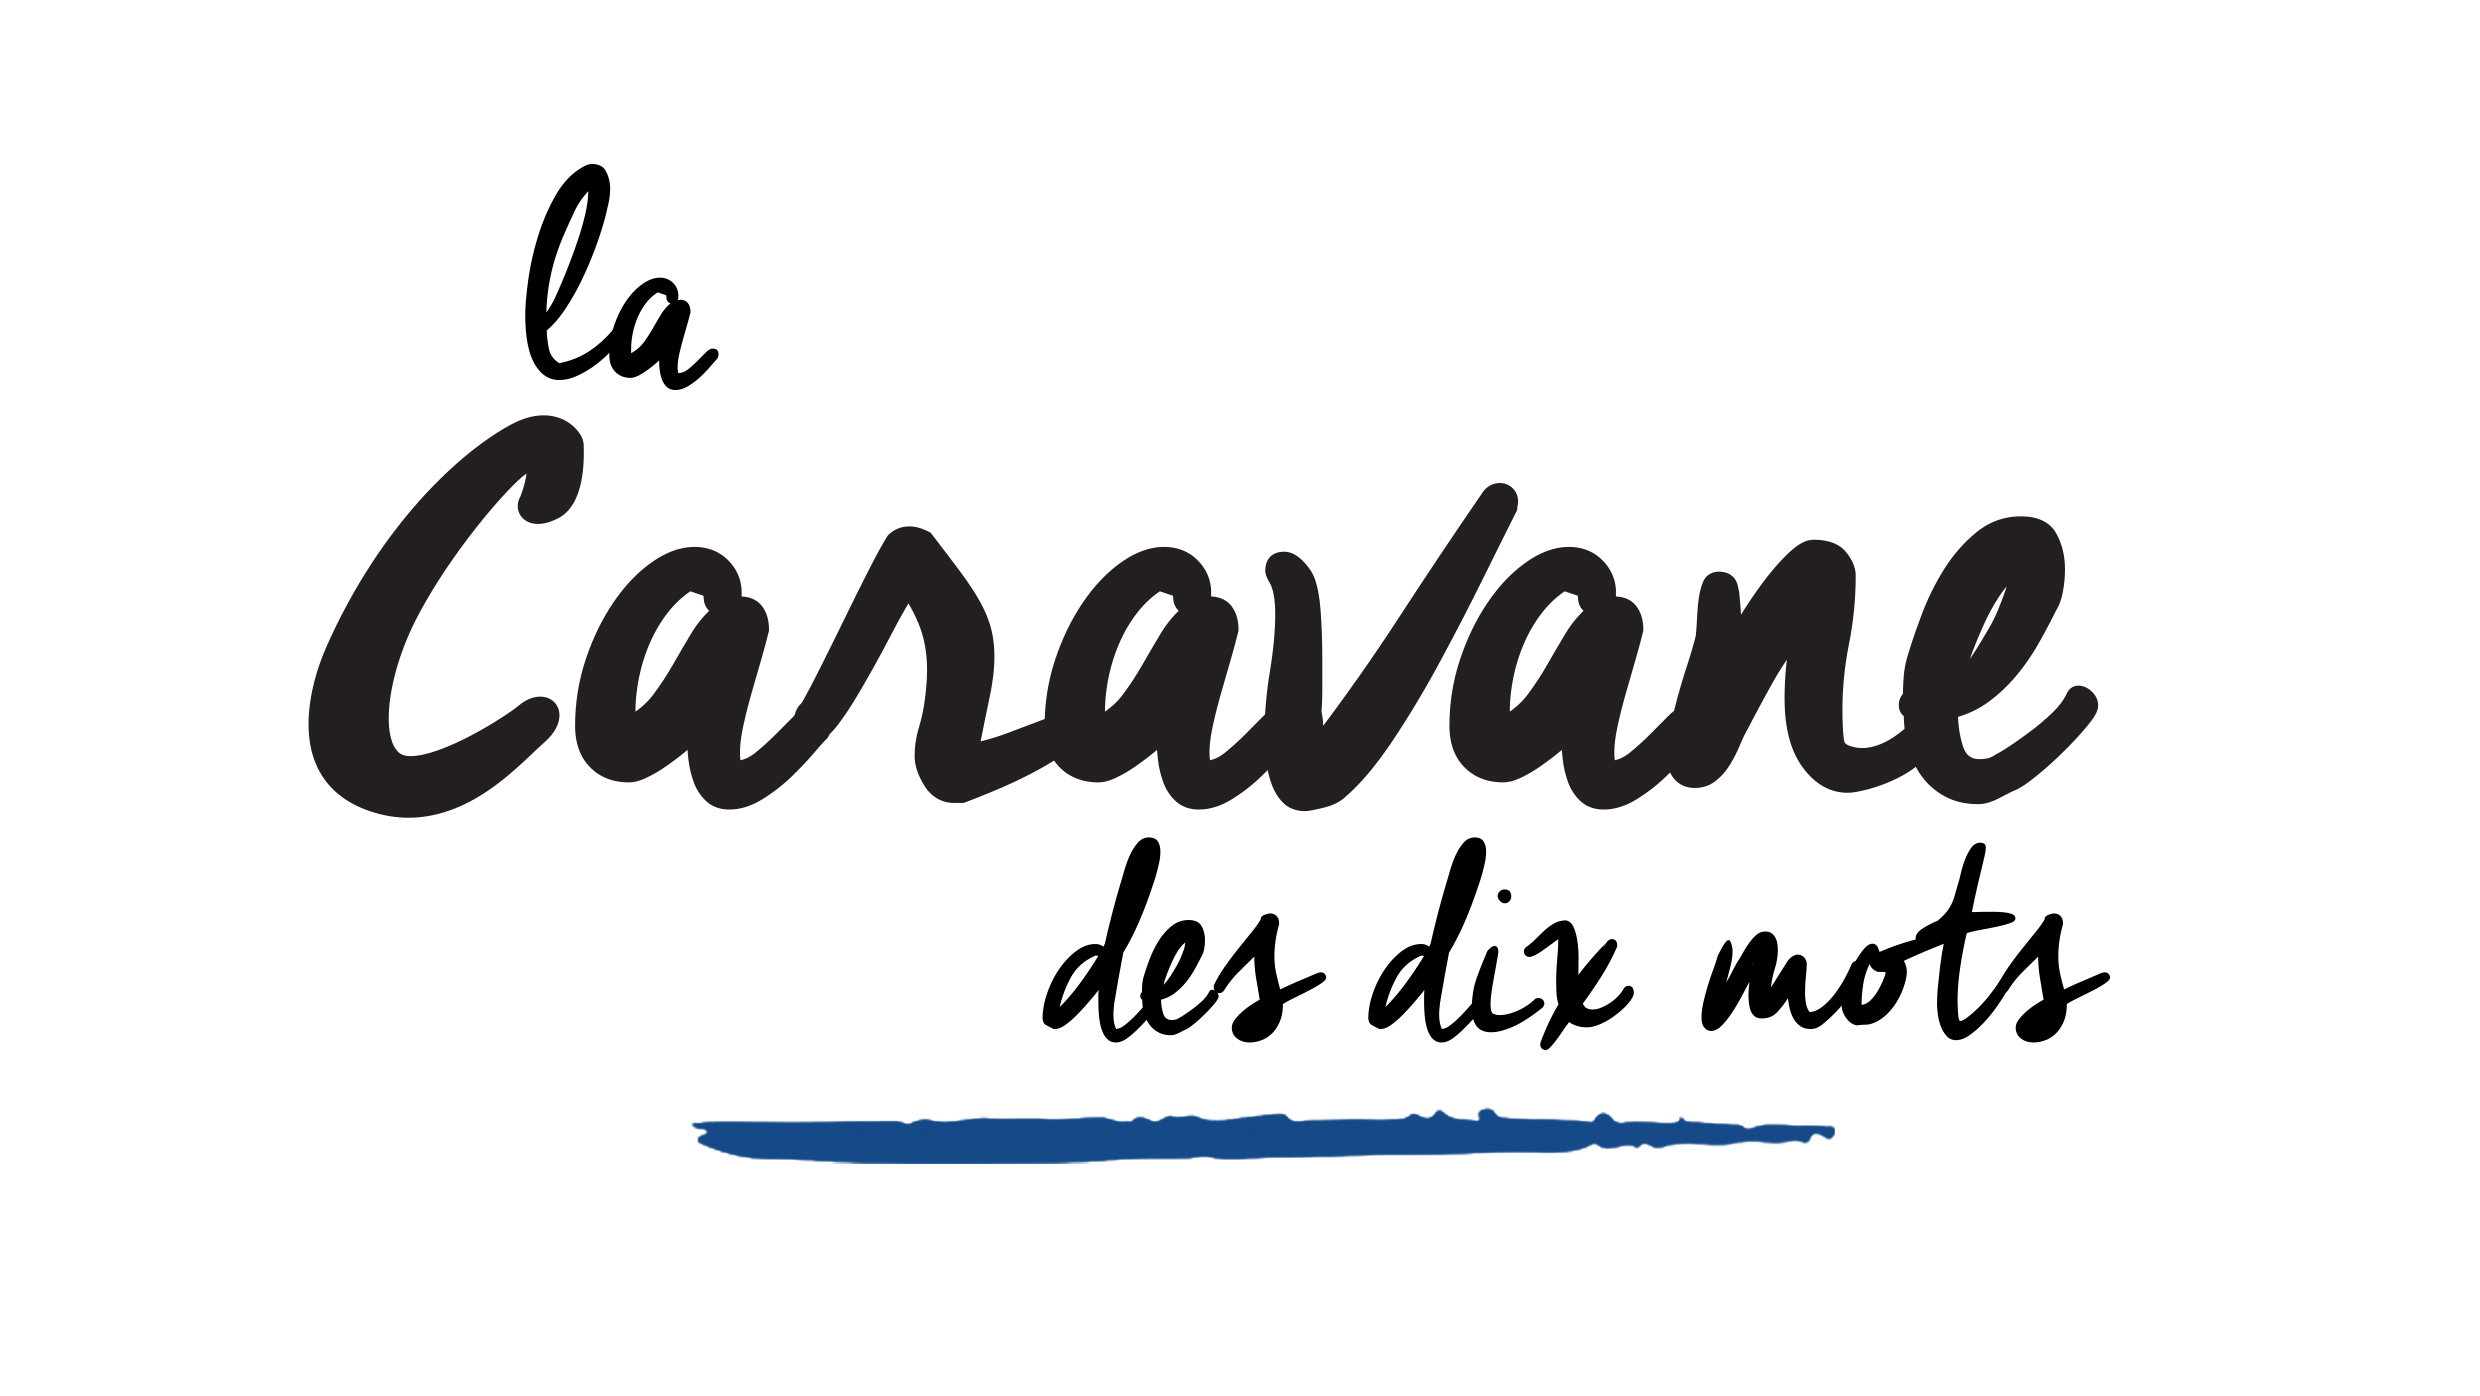 la
Caravane
des dix mots